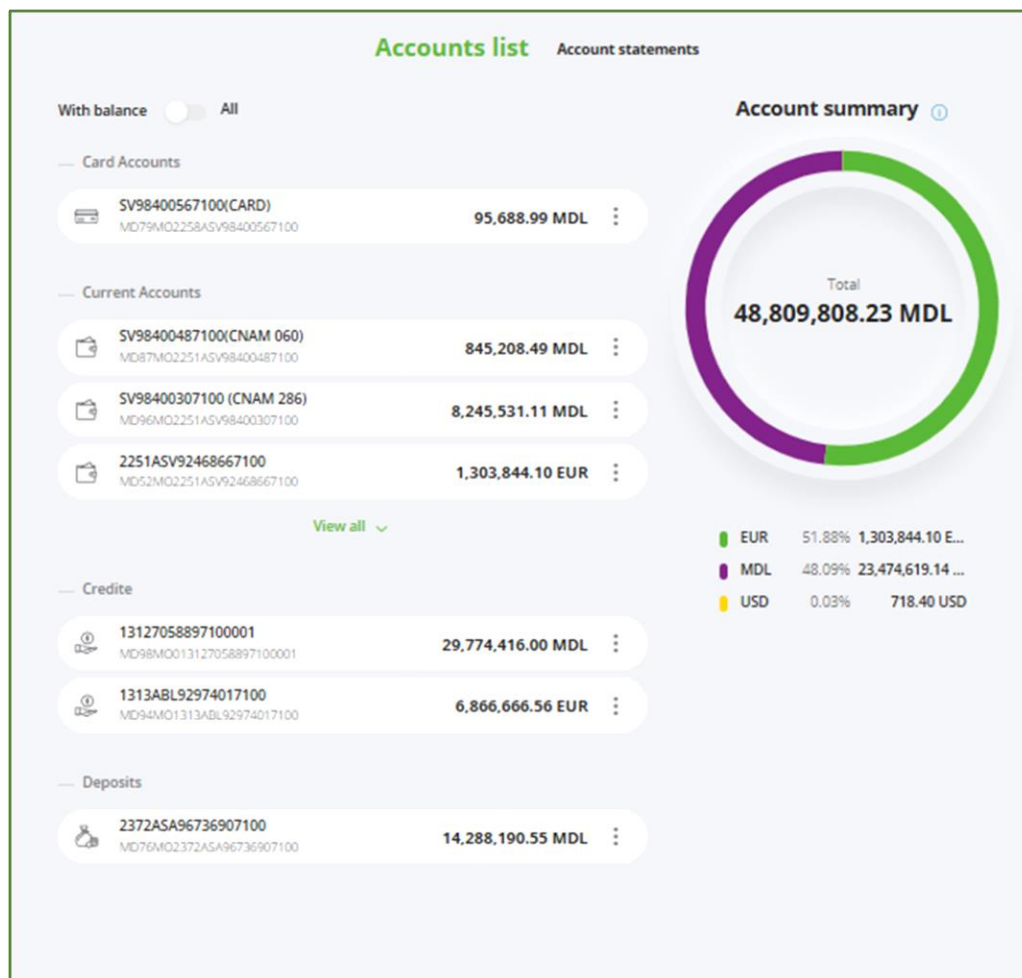 Accounts list Account statements
With balance All
Account summary
Card Accounts
SV98400567100(CARD)
MD79MO2258ASV98400567100
95,688.99 MDL
Current Accounts
SV98400487100(CNAM 060)
MD87MO2251ASV98400487100
845,208.49 MDL
SV98400307100 (CNAM 286)
MD96MO2251ASV98400307100
8,245,531.11 MDL
2251ASV92468667100
MD52MO2251ASV92468667100
1,303,844.10 EUR
View all
Credite
13127058897100001
MD98MO013127058897100001
29,774,416.00 MDL
1313ABL92974017100
MD94MO1313ABL92974017100
6,866,666.56 EUR
Deposits
2372ASA96736907100
MD76MO2372ASA96736907100
14,288,190.55 MDL
Total
48,809,808.23 MDL
EUR 51.88% 1,303,844.10 E...
MDL 48.09% 23,474,619.14 ...
USD 0.03% 718.40 USD